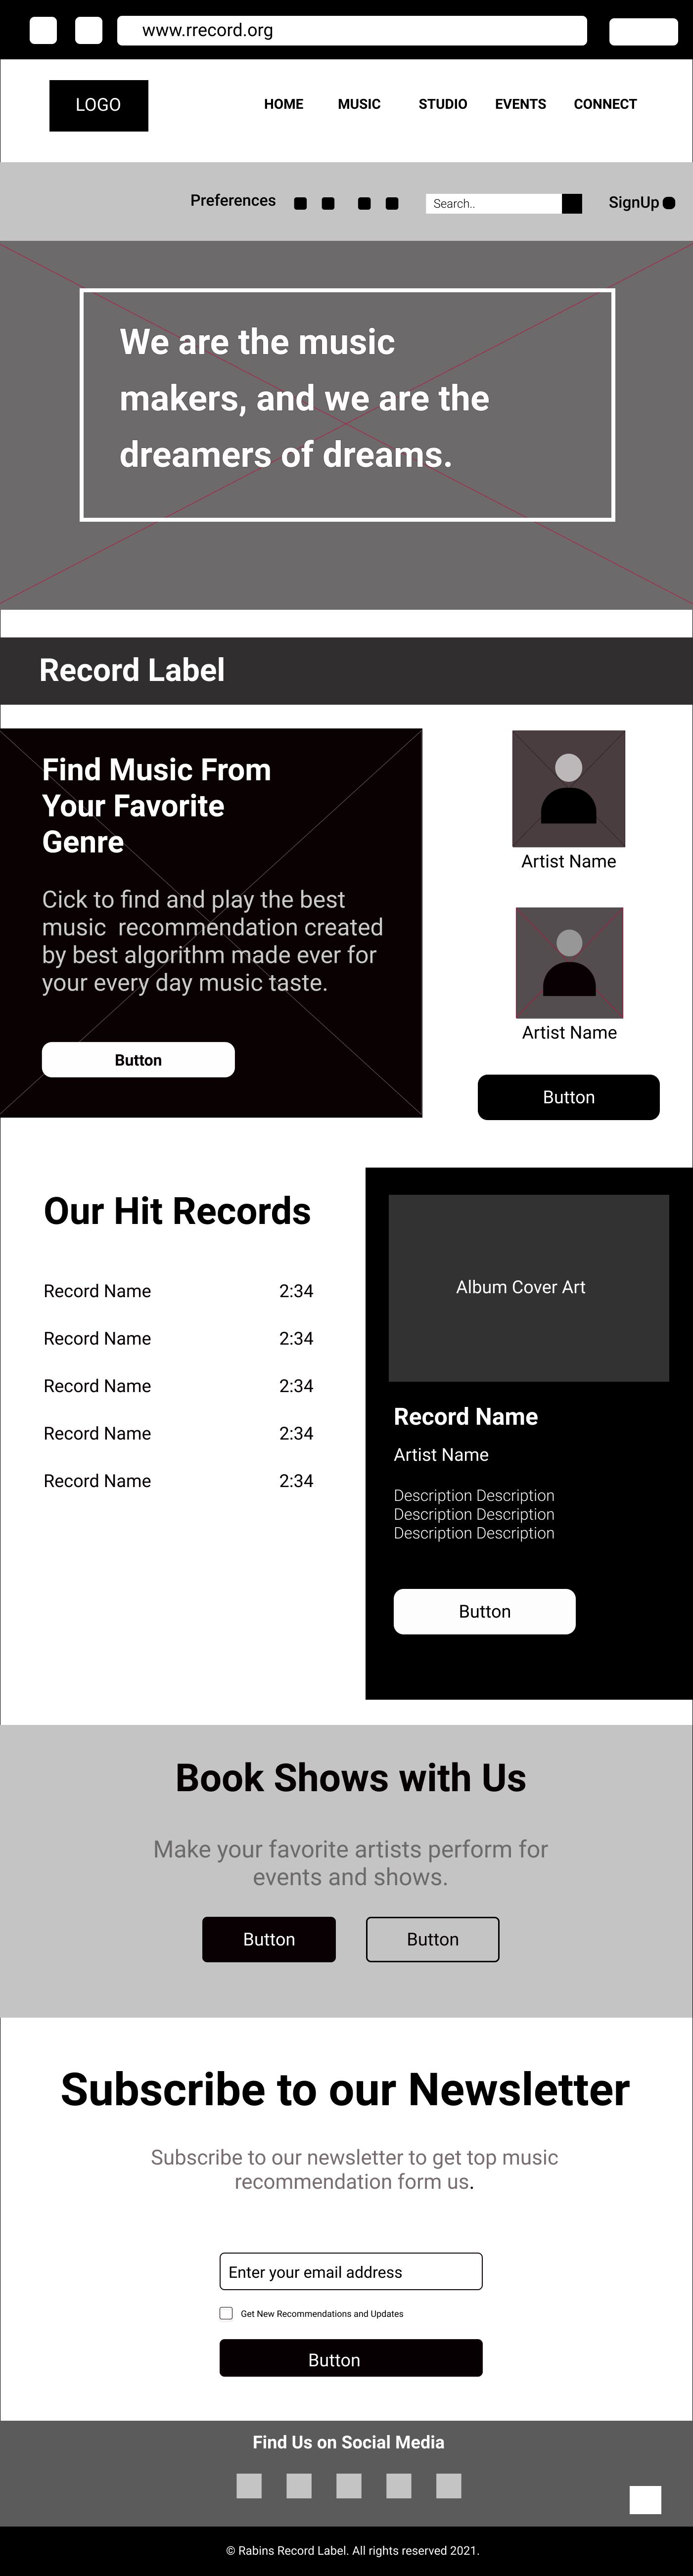 www.rrecord.org
LOGO
HOME MUSIC STUDIO EVENTS CONNECT
Preferences Search.. SignUp
We are the music
makers, and we are the
dreamers of dreams.
Record Label
Find Music From
Your Favorite
Genre
Cick to find and play the best
music recommendation created
by best algorithm made ever for
your every day music taste.
Button
Artist Name
Artist Name
Button
Our Hit Records
Record Name 2:34
Record Name 2:34
Record Name 2:34
Record Name 2:34
Record Name 2:34
Album Cover Art
Record Name
Artist Name
Description Description
Description Description
Description Description
Button
Book Shows with Us
Make your favorite artists perform for
events and shows.
Button Button
Subscribe to our Newsletter
Subscribe to our newsletter to get top music
recommendation form us.
Enter your email address
Get New Recommendations and Updates
Button
Find Us on Social Media
© Rabins Record Label. All rights reserved 2021.